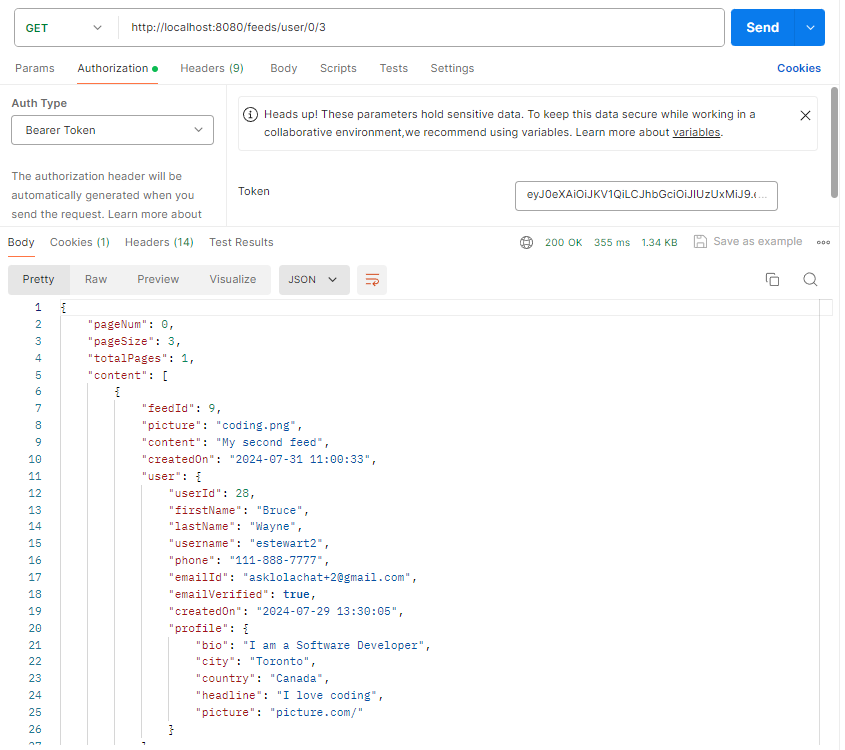 GET http://localhost:8080/feeds/user/0/3 Send
Params Authorization Headers (9) Body Scripts Tests Settings Cookies
Auth Type
Bearer Token
The authorization header will be
automatically generated when you
send the request. Learn more about
Heads up! These parameters hold sensitive data. To keep this data secure while working in a
collaborative environment,we recommend using variables. Learn more about variables.
Token eyJ0eXAiOiJKV1QiLCJhbGciOiJIUzUxMiJ9.e...
Body Cookies (1) Headers (14) Test Results 200 OK 355 ms 1.34 KB Save as example
Pretty Raw Preview Visualize JSON
1 {
2 "pageNum": 0,
3 "pageSize": 3,
4 "totalPages": 1,
5 "content": [
6 {
7 "feedId": 9,
8 "picture": "coding.png",
9 "content": "My second feed",
10 "createdOn": "2024-07-31 11:00:33",
11 "user": {
12 "userId": 28,
13 "firstName": "Bruce",
14 "lastName": "Wayne",
15 "username": "estewart2",
16 "phone": "111-888-7777",
17 "emailId": "asklolachat+2@gmail.com",
18 "emailVerified": true,
19 "createdOn": "2024-07-29 13:30:05",
20 "profile": {
21 "bio": "I am a Software Developer",
22 "city": "Toronto",
23 "country": "Canada",
24 "headline": "I love coding",
25 "picture": "picture.com/"
26 }
27